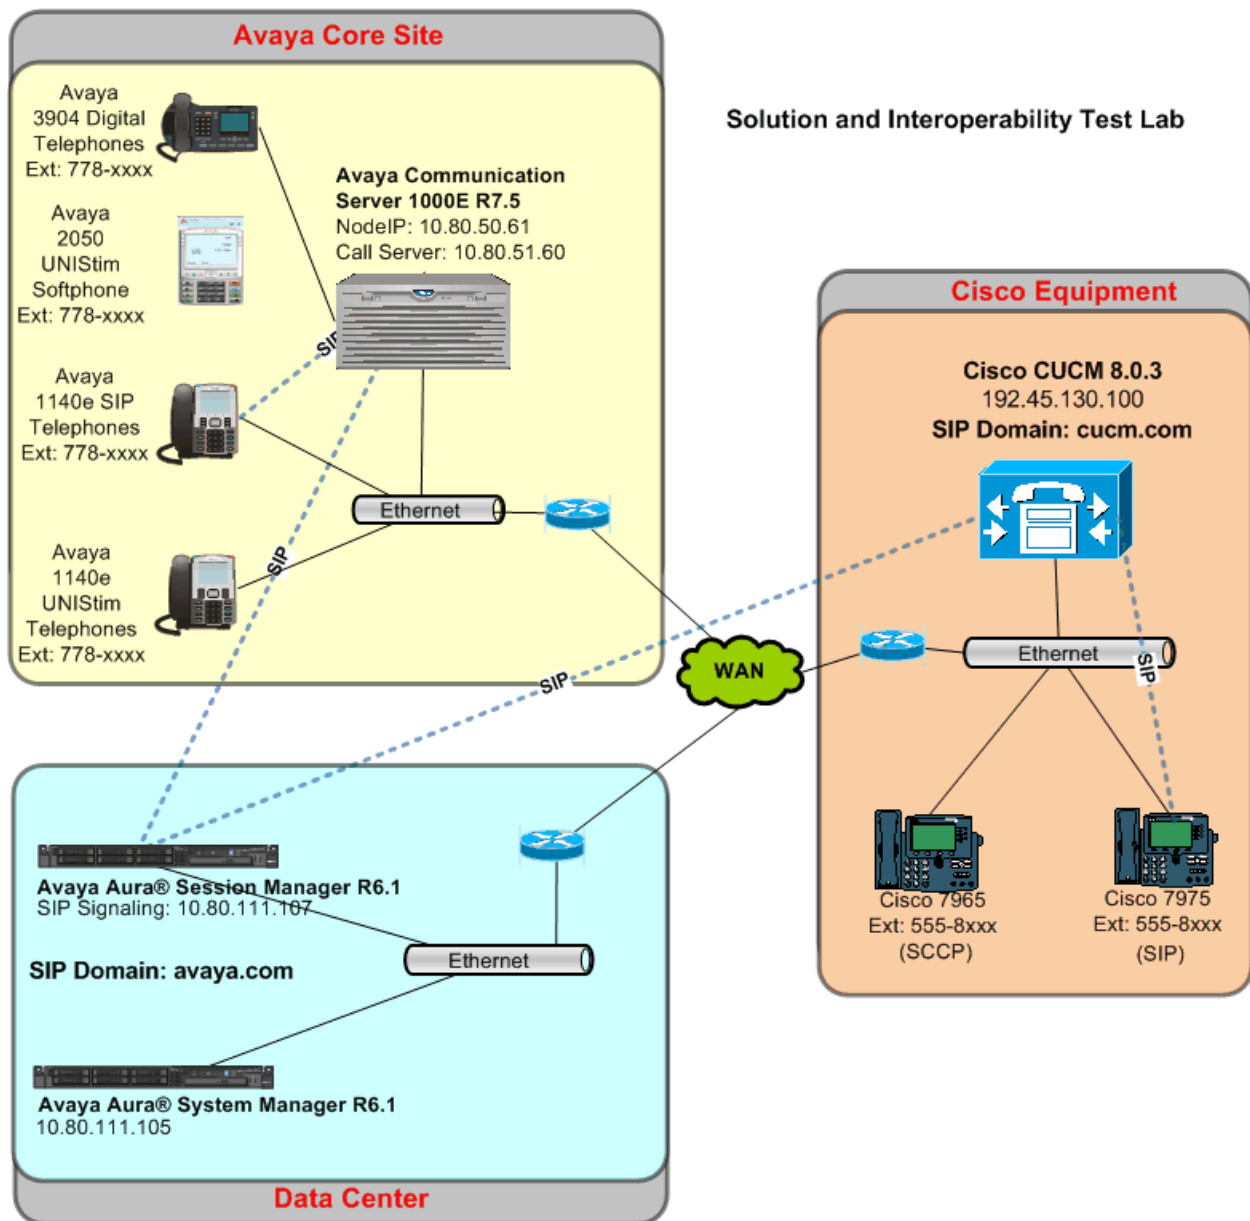 Avaya Core Site
Avaya
3904 Digital
Telephones
Ext: 778-xxxx
Avaya
2050
UNIStim
Softphone
Ext: 778-xxxx
Avaya
1140e SIP
Telephones
Ext: 778-xxxx
Avaya
1140e
UNIStim
Telephones
Ext: 778-xxxx
Avaya Communication
Server 1000E R7.5
NodeIP: 10.80.50.61
Call Server: 10.80.51.60
SIP
SIP
Ethernet
Solution and Interoperability Test Lab
Cisco Equipment
Cisco CUCM 8.0.3
192.45.130.100
SIP Domain: cucm.com
Ethernet
SIP
Cisco 7965
Ext: 555-8xxx
(SCCP)
Cisco 7975
Ext: 555-8xxx
(SIP)
WAN
SIP
Avaya Aura® Session Manager R6.1
SIP Signaling: 10.80.111.107
SIP Domain: avaya.com
Ethernet
Avaya Aura® System Manager R6.1
10.80.111.105
Data Center